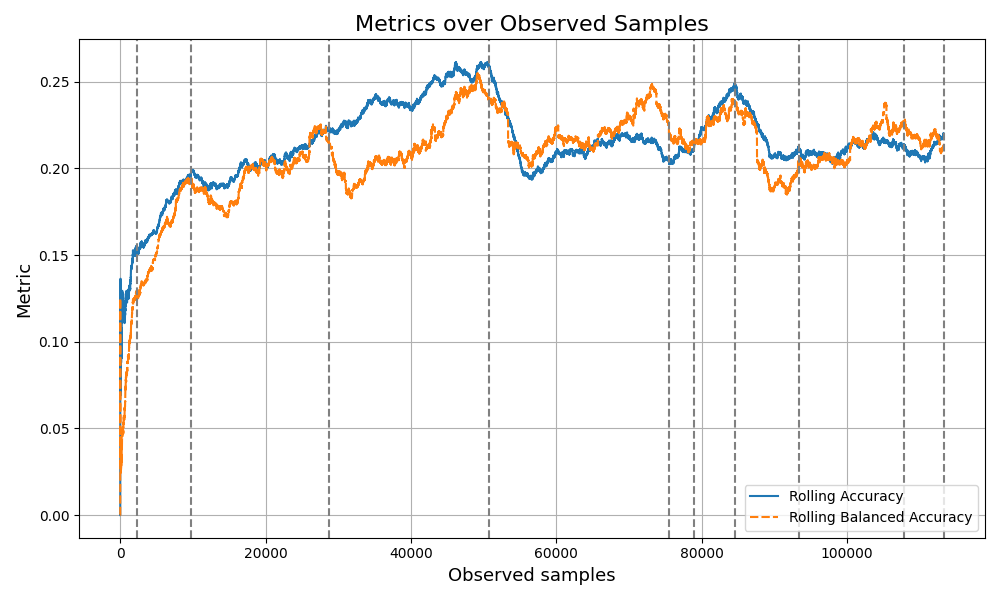 Metrics over Observed Samples
0.25
0.20
0.15
0.10
0.05
0.00
Metric
0
20000
40000
60000
80000
100000
Observed samples
Rolling Accuracy
Rolling Balanced Accuracy